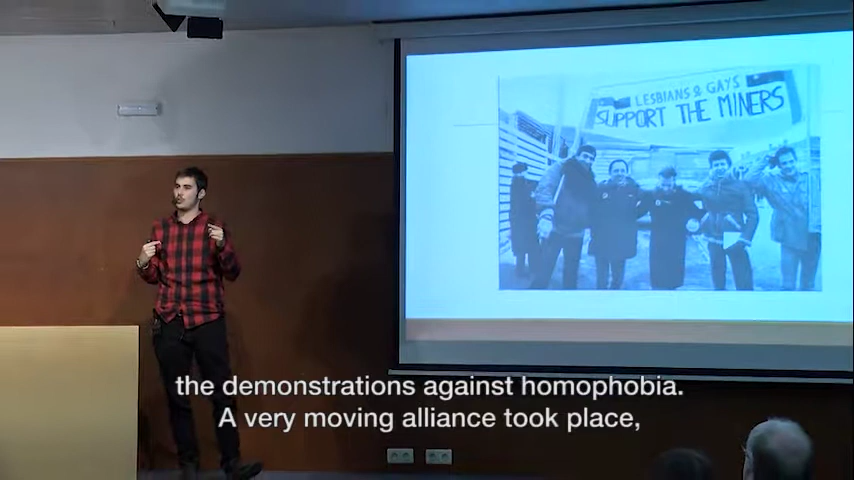 LESBIANS & GAYS
SUPPORT THE MINERS
the demonstrations against homophobia.
A very moving alliance took place,